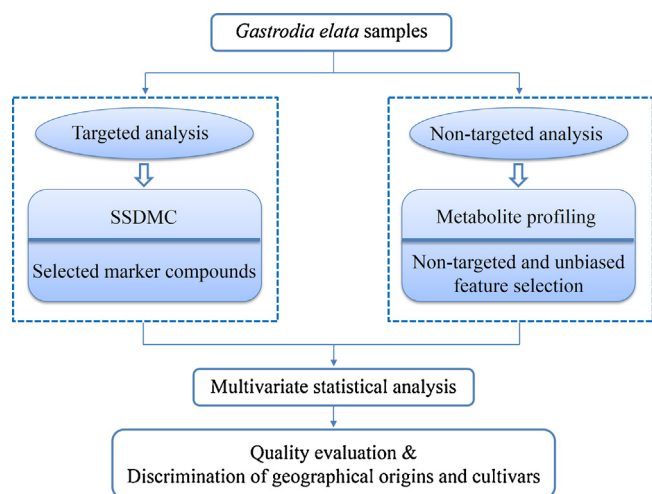 Gastrodia elata samples
Targeted analysis
SSDMC
Selected marker compounds
Non-targeted analysis
Metabolite profiling
Non-targeted and unbiased
feature selection
Multivariate statistical analysis
Quality evaluation &
Discrimination of geographical origins and cultivars